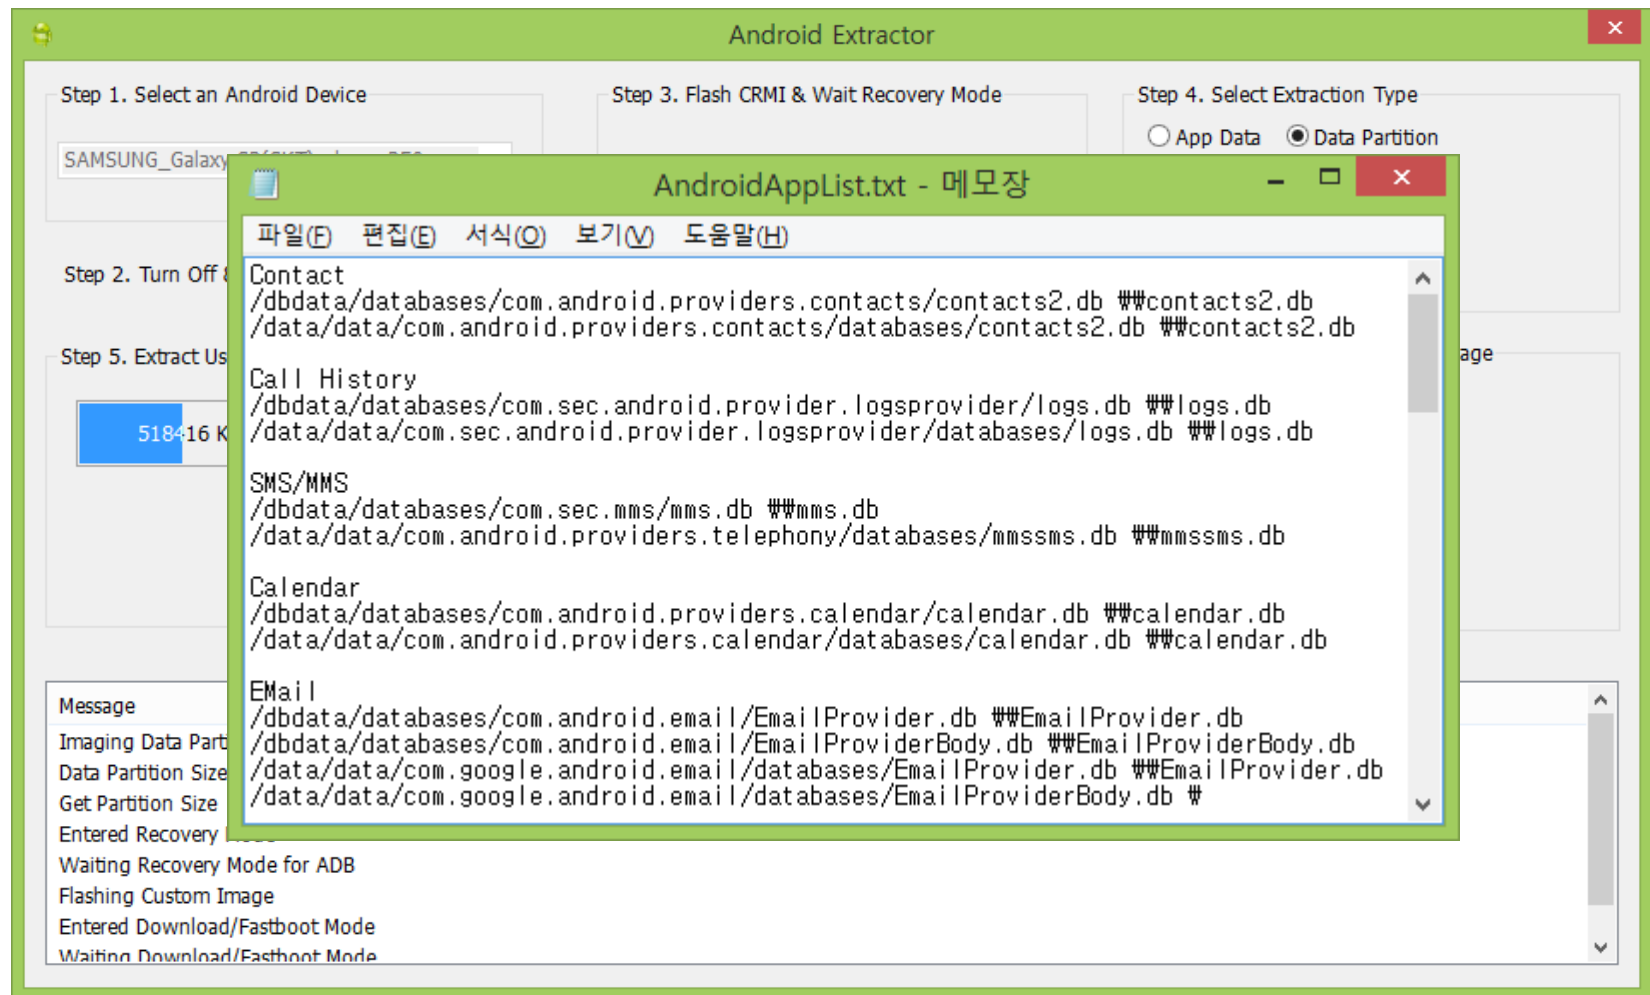 Android Extractor
Step 1. Select an Android Device
Step 3. Flash CRMI & Wait Recovery Mode
Step 4. Select Extraction Type
App Data
Data Partition
SAMSUNG_Galaxy
AndroidAppList.txt - 메모장
파일(F) 편집(E) 서식(O) 보기(V) 도움말(H)
Step 2. Turn Off
Contact
/dbdata/databases/com.android.providers.contacts/contacts2.db ₩₩contacts2.db
/data/data/com.android.providers.contacts/databases/contacts2.db ₩₩contacts2.db
Step 5. Extract
Call History
/dbdata/databases/com.sec.android.provider.logsprovider/logs.db ₩₩logs.db
/data/data/com.sec.android.provider.logsprovider/databases/logs.db ₩₩logs.db
518416 K
SMS/MMS
/dbdata/databases/com.sec.mms/mms.db ₩₩mms.db
/data/data/com.android.providers.telephony/databases/mmssms.db ₩₩mmssms.db
Calendar
/dbdata/databases/com.android.providers.calendar/calendar.db ₩₩calendar.db
/data/data/com.android.providers.calendar/databases/calendar.db ₩₩calendar.db
EMail
/dbdata/databases/com.android.email/EmailProvider.db ₩₩EmailProvider.db
/dbdata/databases/com.android.email/EmailProviderBody.db ₩₩EmailProviderBody.db
/data/data/com.google.android.email/databases/EmailProvider.db ₩₩EmailProvider.db
/data/data/com.google.android.email/databases/EmailProviderBody.db ₩
Message
Imaging Data
Data Partition Size
Get Partition Size
Entered Recovery Mode
Waiting Recovery Mode for ADB
Flashing Custom Image
Entered Download/Fastboot Mode
Waiting Download/Fastboot Mode